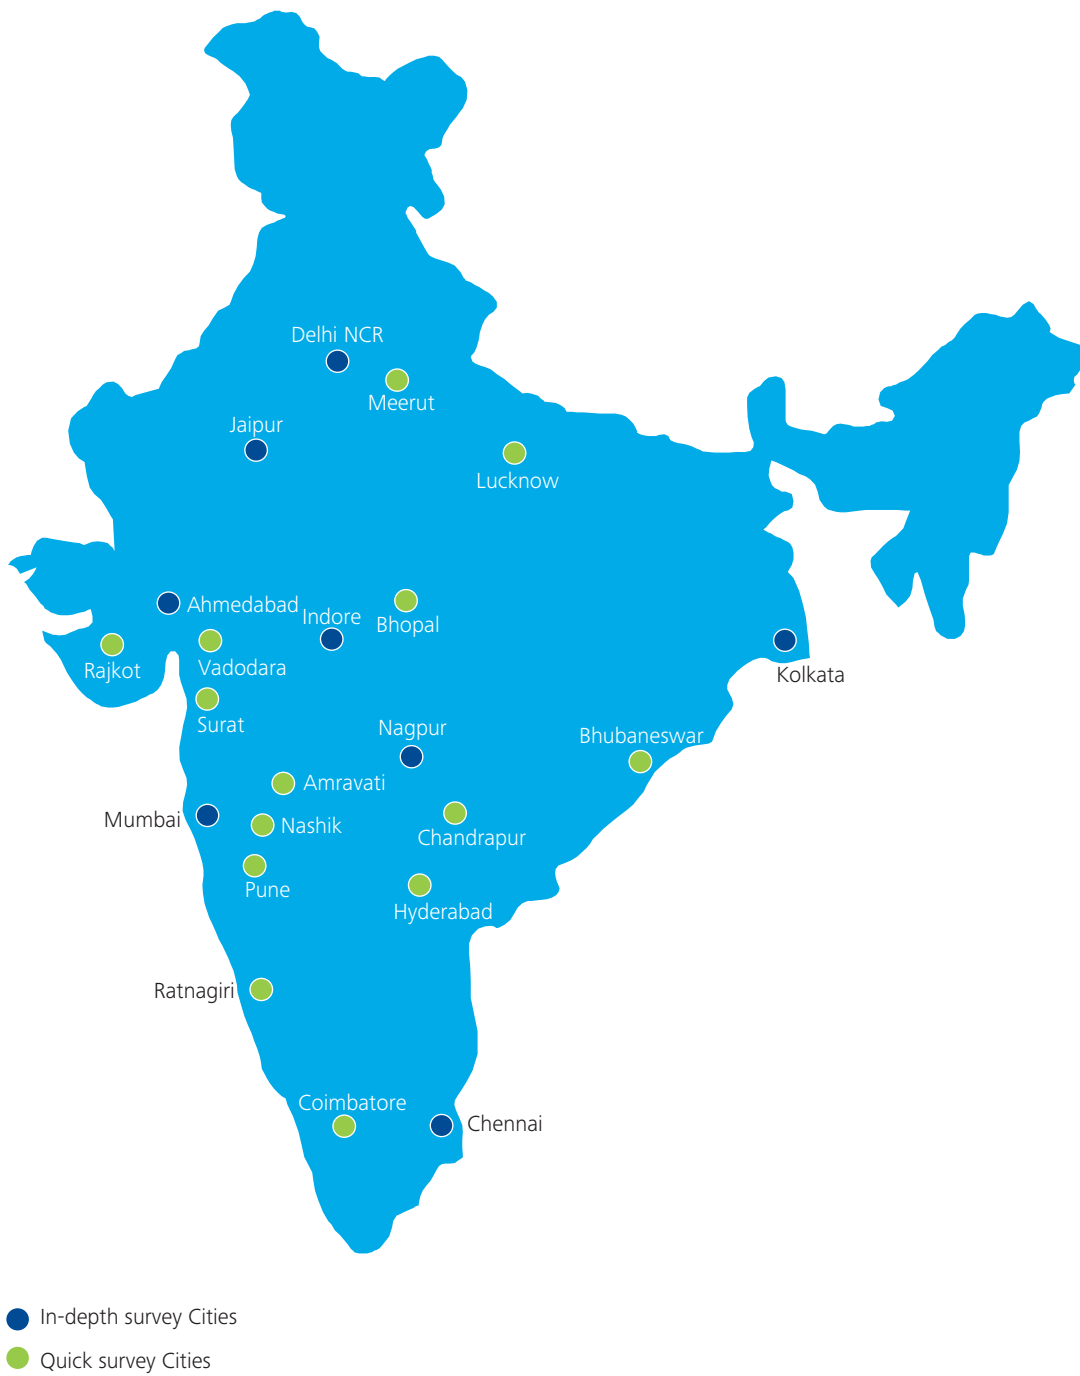 Delhi NCR
Meerut
Jaipur
Lucknow
Ahmedabad
Indore
Bhopal
Rajkot
Vadodara
Kolkata
Surat
Nagpur
Bhubaneswar
Amravati
Mumbai
Nashik
Chandrapur
Pune
Hyderabad
Ratnagiri
Coimbatore
Chennai
In-depth survey Cities
Quick survey Cities